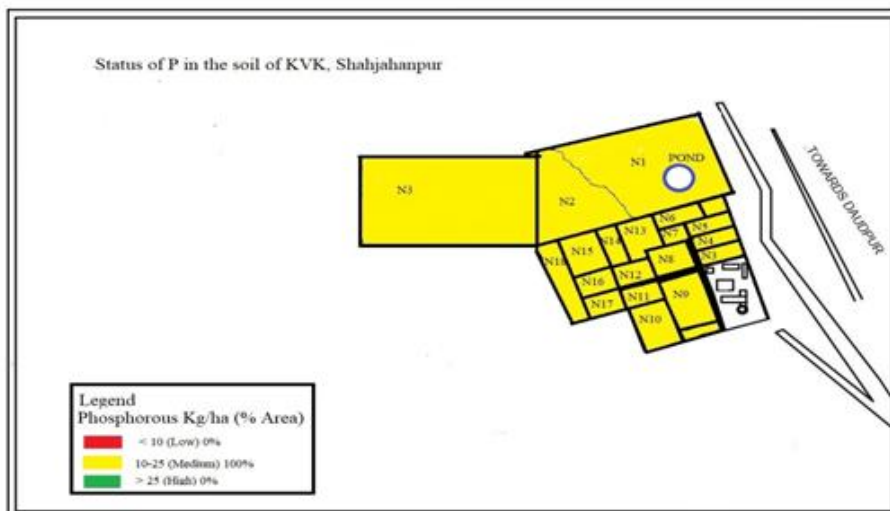 Status of P in the soil of KVK, Shahjahanpur
N1
POND
N3
N2
N6
N13
N5
N7
N14
N4
N15
N18
N8
N3
N12
N16
N9
N11
N17
N10
TOWARDS DAUDPUR
Legend
Phosphorous Kg/ha (% Area)
< 10 (Low) 0%
10-25 (Medium) 100%
> 25 (High) 0%